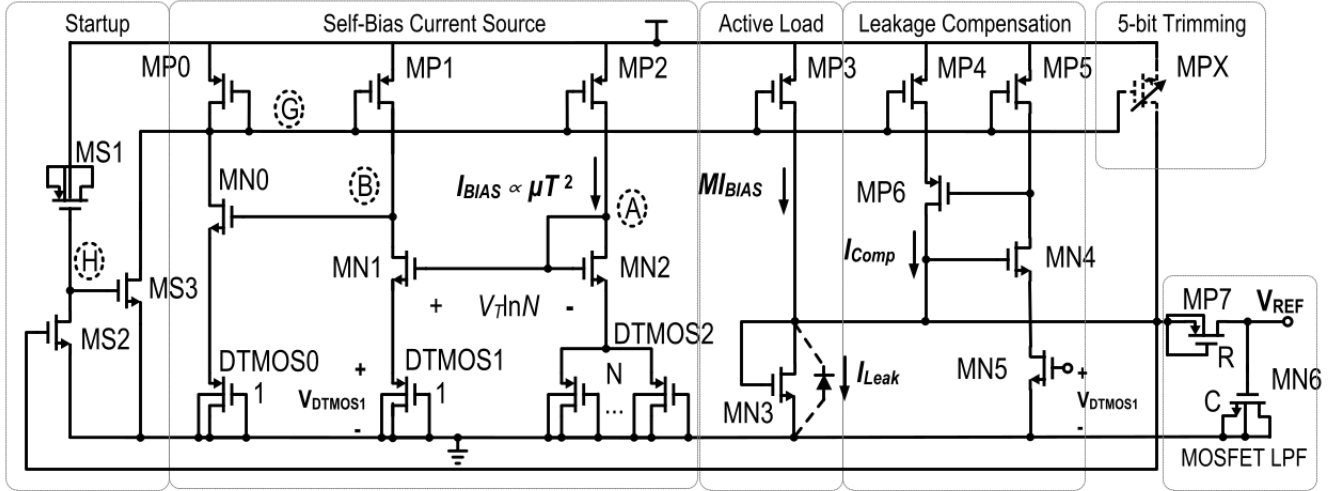 Startup
Self-Bias Current Source
Active Load
Leakage Compensation
5-bit Trimming
MP0
MP1
MP2
MP3
MP4
MP5
MPX
G
MS1
MN0
B
I_BIAS ∝ μT²
A
MI_BIAS
MP6
H
MS3
MN1
MN2
I_Comp
MN4
+ V_T lnN -
MS2
MP7
V_REF
R
DTMOS0
DTMOS1
DTMOS2
1
+
V_DTMOS1
-
1
N
...
MN3
I_Leak
MN5
+
V_DTMOS1
-
C
MN6
MOSFET LPF